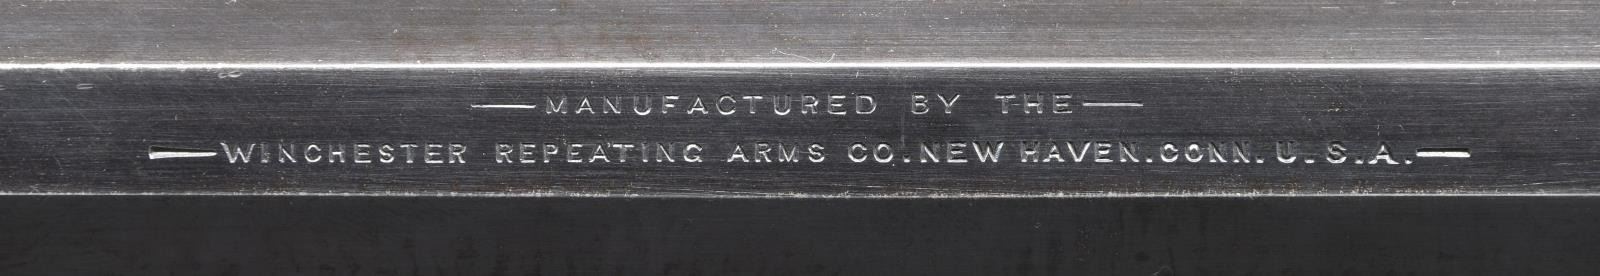 —MANUFACTURED BY THE—
—WINCHESTER REPEATING ARMS CO. NEW HAVEN. CONN. U. S. A.—